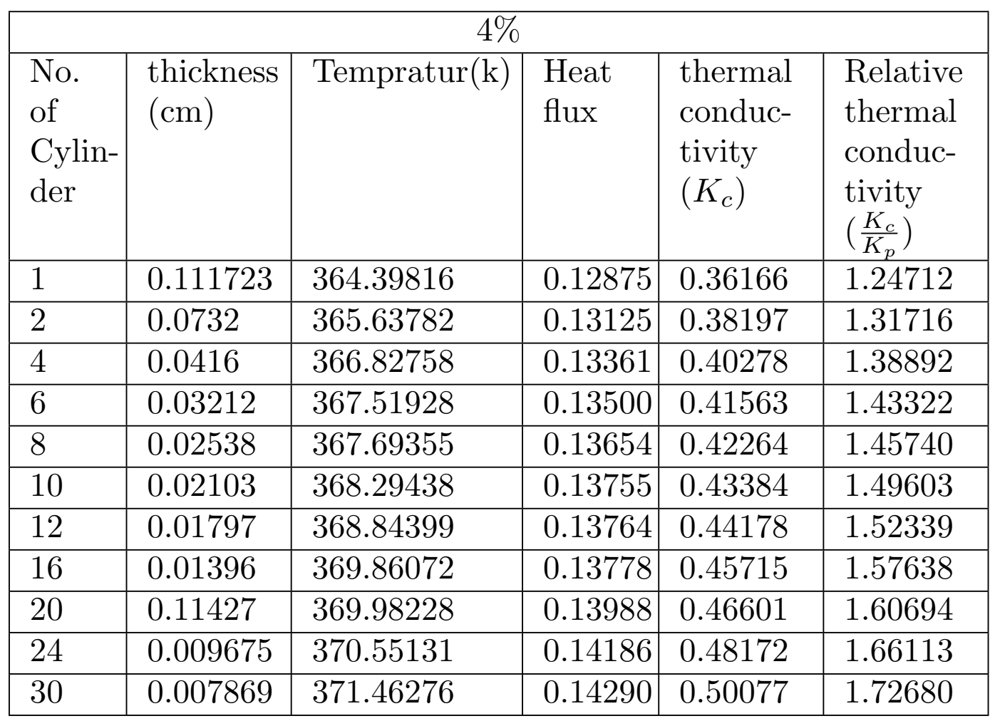 4%
No. of Cylin-der thickness (cm) Tempratur(k) Heat flux thermal conduc-tivity (K_c) Relative thermal conduc-tivity (K_c/K_p)
1 0.111723 364.39816 0.12875 0.36166 1.24712
2 0.0732 365.63782 0.13125 0.38197 1.31716
4 0.0416 366.82758 0.13361 0.40278 1.38892
6 0.03212 367.51928 0.13500 0.41563 1.43322
8 0.02538 367.69355 0.13654 0.42264 1.45740
10 0.02103 368.29438 0.13755 0.43384 1.49603
12 0.01797 368.84399 0.13764 0.44178 1.52339
16 0.01396 369.86072 0.13778 0.45715 1.57638
20 0.11427 369.98228 0.13988 0.46601 1.60694
24 0.009675 370.55131 0.14186 0.48172 1.66113
30 0.007869 371.46276 0.14290 0.50077 1.72680